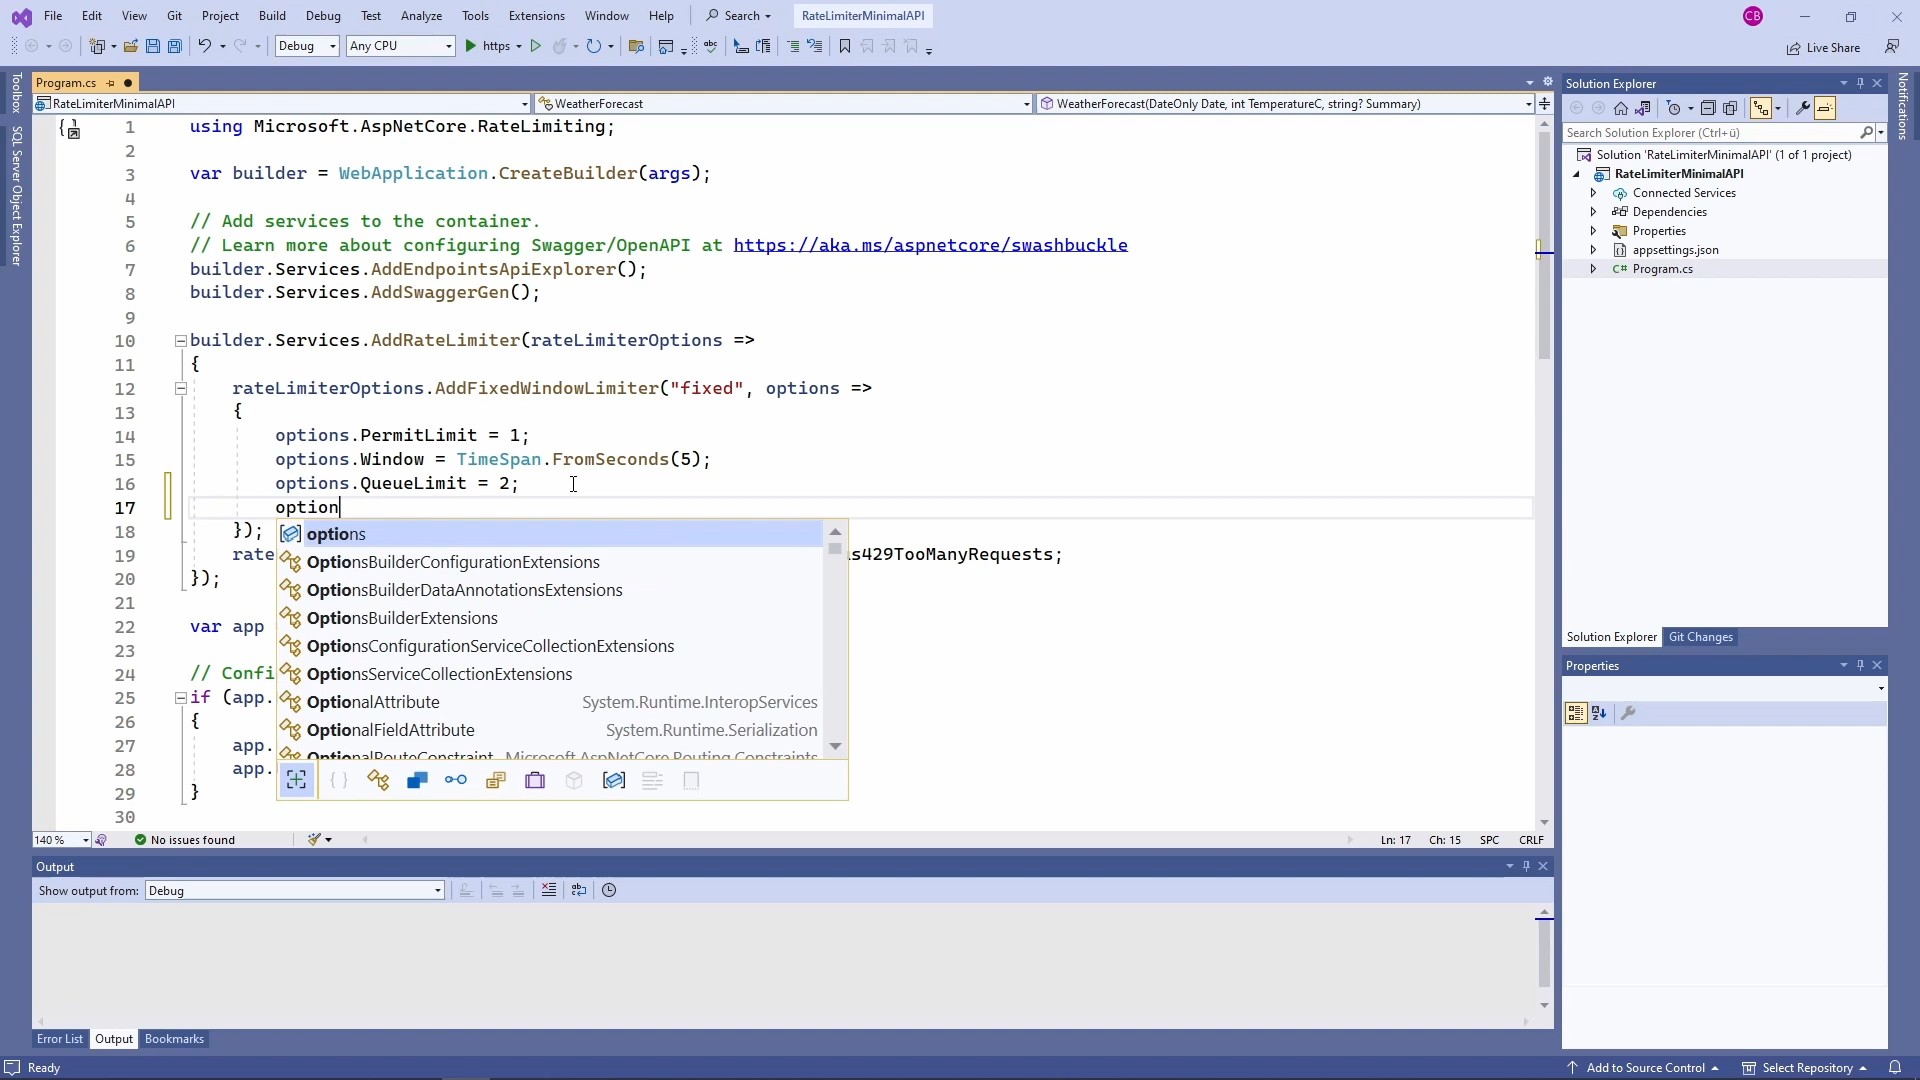 File Edit View Git Project Build Debug Test Analyze Tools Extensions Window Help Search RateLimiterMinimalAPI CB
Debug Any CPU https Live Share
Toolbox
SQL Server Object Explorer
Notifications
Program.cs
RateLimiterMinimalAPI WeatherForecast WeatherForecast(DateOnly Date, int TemperatureC, string? Summary)
1 using Microsoft.AspNetCore.RateLimiting;
2
3 var builder = WebApplication.CreateBuilder(args);
4
5 // Add services to the container.
6 // Learn more about configuring Swagger/OpenAPI at https://aka.ms/aspnetcore/swashbuckle
7 builder.Services.AddEndpointsApiExplorer();
8 builder.Services.AddSwaggerGen();
9
10 builder.Services.AddRateLimiter(rateLimiterOptions =>
11 {
12 rateLimiterOptions.AddFixedWindowLimiter("fixed", options =>
13 {
14 options.PermitLimit = 1;
15 options.Window = TimeSpan.FromSeconds(5);
16 options.QueueLimit = 2;
17 option
18 });
19 rate s429TooManyRequests;
20 });
21
22 var app
23
24 // Confi
25 if (app.
26 {
27 app.
28 app.
29 }
30
options
OptionsBuilderConfigurationExtensions
OptionsBuilderDataAnnotationsExtensions
OptionsBuilderExtensions
OptionsConfigurationServiceCollectionExtensions
OptionsServiceCollectionExtensions
OptionalAttribute System.Runtime.InteropServices
OptionalFieldAttribute System.Runtime.Serialization
OptionalRouteConstraint Microsoft.AspNetCore.Routing.Constraints
140 % No issues found Ln: 17 Ch: 15 SPC CRLF
Output
Show output from: Debug
Error List Output Bookmarks
Solution Explorer
Search Solution Explorer (Ctrl+ü)
Solution 'RateLimiterMinimalAPI' (1 of 1 project)
RateLimiterMinimalAPI
Connected Services
Dependencies
Properties
appsettings.json
C# Program.cs
Solution Explorer Git Changes
Properties
Ready Add to Source Control Select Repository